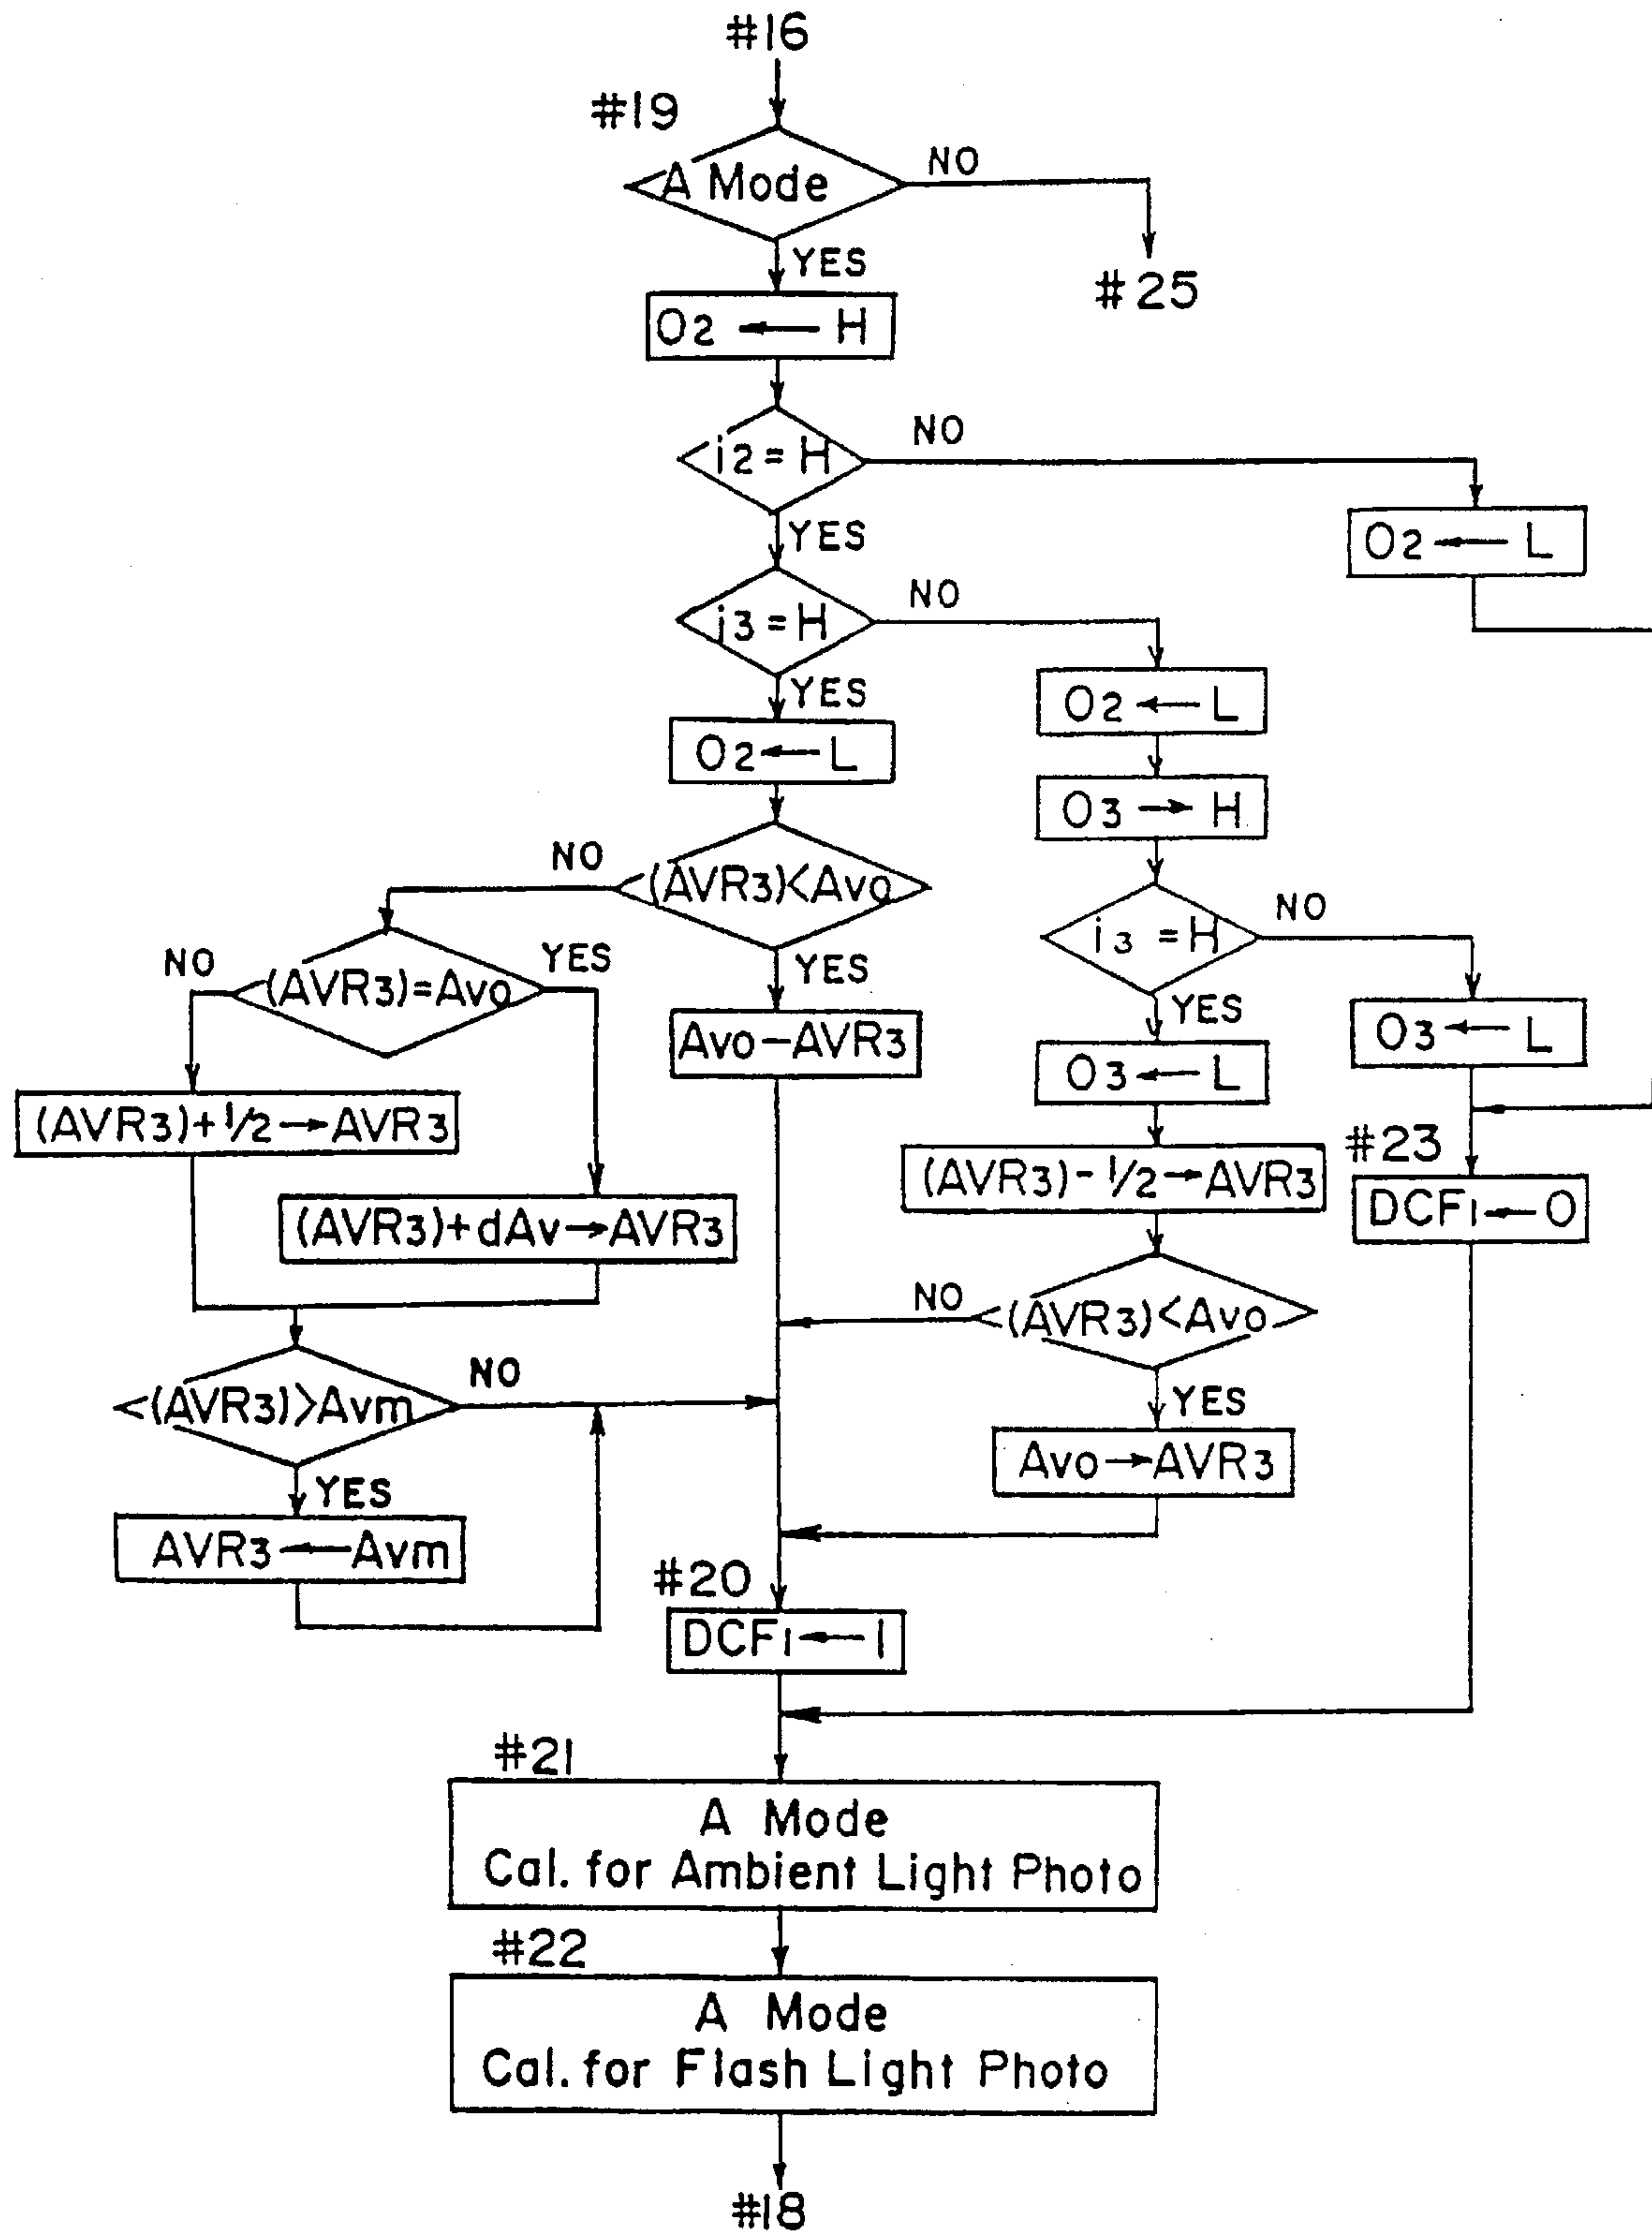 #16
#19
A Mode
NO
YES
#25
O2 ← H
i2 = H
NO
YES
O2 ← L
i3 = H
NO
YES
O2 ← L
O2 ← L
O3 → H
(AVR3)<Avo
NO
YES
i3 = H
NO
YES
(AVR3)=Avo
NO
YES
Avo−AVR3
O3 ← L
O3 ← L
(AVR3)+1/2→AVR3
(AVR3)-1/2→AVR3
#23
DCF1←0
(AVR3)+dAv→AVR3
(AVR3)<Avo
NO
YES
(AVR3)>Avm
NO
YES
Avo→AVR3
AVR3←Avm
#20
DCF1←1
#21
A Mode
Cal. for Ambient Light Photo
#22
A Mode
Cal. for Flash Light Photo
#18